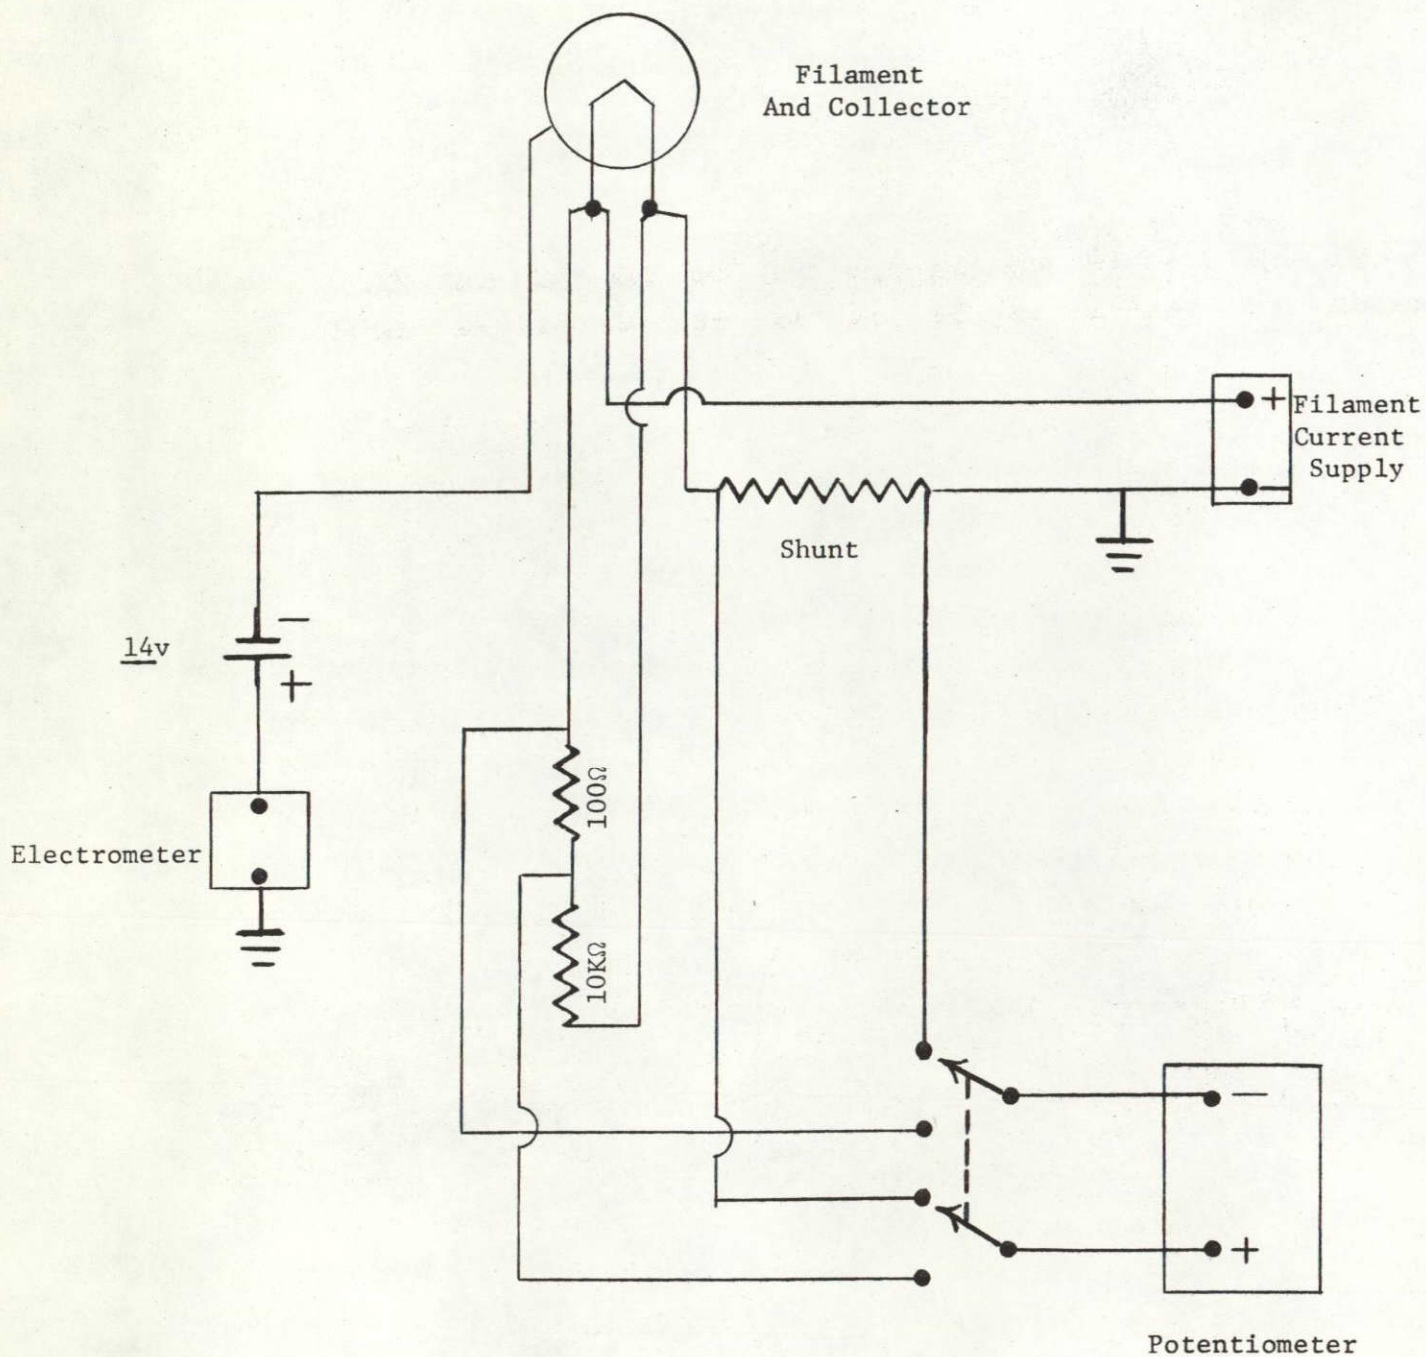 Filament
And Collector
+
Filament
Current
Supply
−
Shunt
14v
−
+
100Ω
Electrometer
10KΩ
−
+
Potentiometer